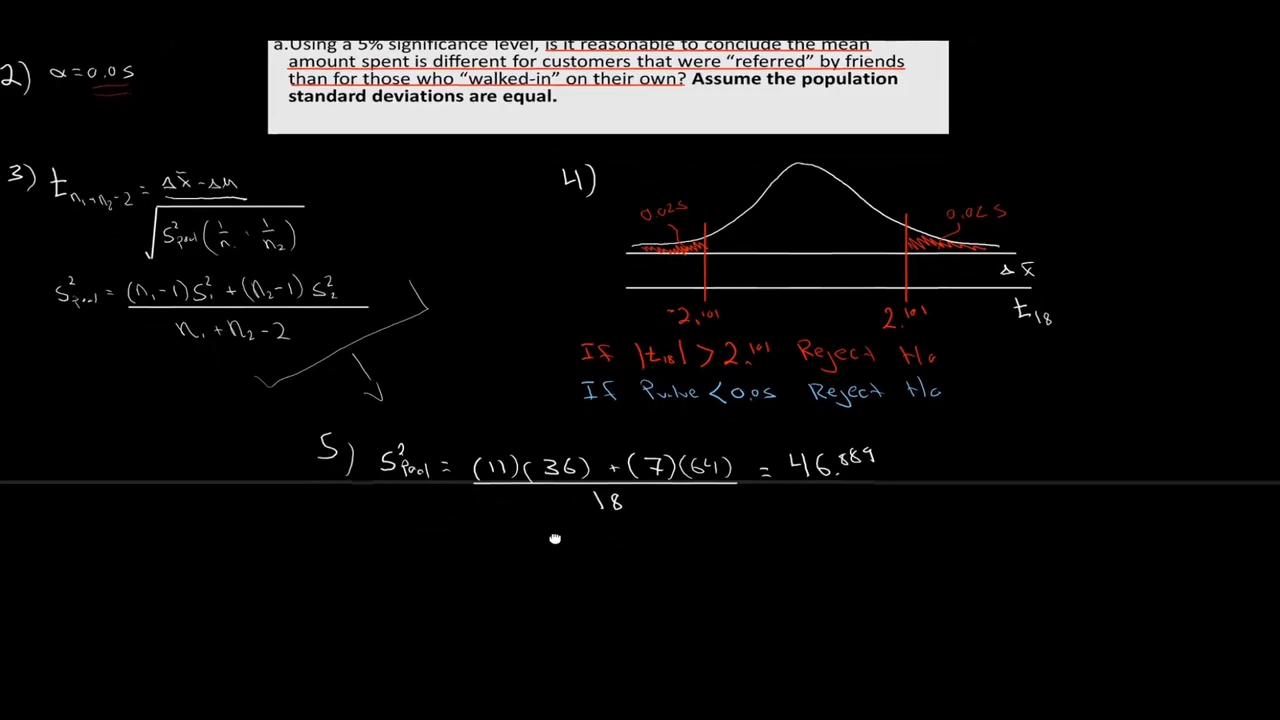 a.Using a 5% significance level, is it reasonable to conclude the mean
amount spent is different for customers that were “referred” by friends
than for those who “walked-in” on their own? Assume the population
standard deviations are equal.
2) α = 0.05
3) t n₁+n₂-2 = Δx̄ - Δμ / √(S²pool (1/n₁ + 1/n₂))
S²pool = (n₁-1)S₁² + (n₂-1)S₂² / n₁ + n₂ - 2
4)
0.025 0.025
Δx̄
t₁₈
-2.101 2.101
If |t₁₈| > 2.101 Reject Ho
If Pvalue < 0.05 Reject Ho
5) S²pool = (11)(36) + (7)(64) / 18 = 46.889